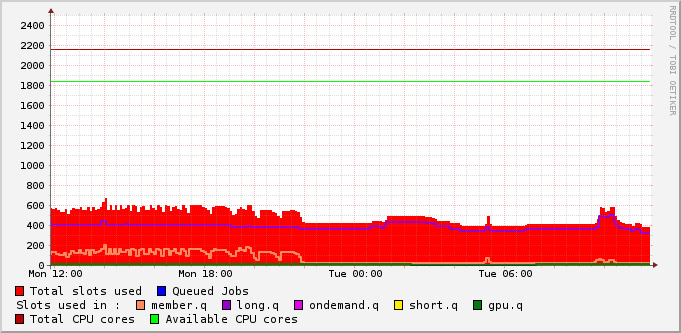 2400
2200
2000
1800
1600
1400
1200
1000
800
600
400
200
0
Mon 12:00 Mon 18:00 Tue 00:00 Tue 06:00
Total slots used Queued Jobs
Slots used in : member.q long.q ondemand.q short.q gpu.q
Total CPU cores Available CPU cores
RRDTOOL / TOBI OETIKER